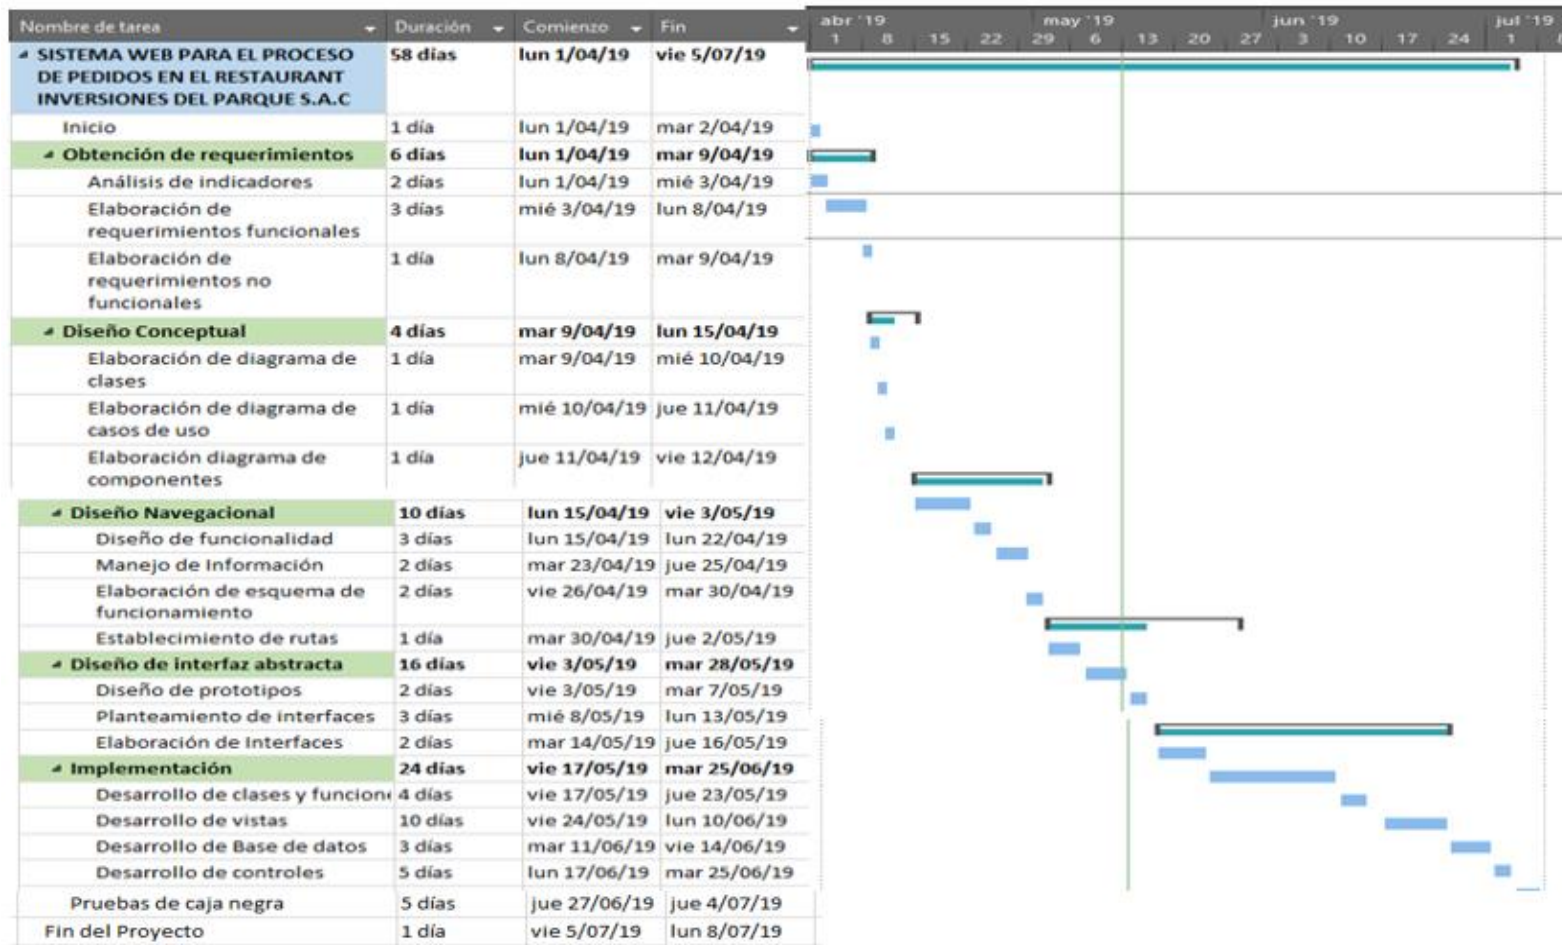 Nombre de tarea Duración Comienzo Fin
abr '19 may '19 jun '19 jul '19
1 8 15 22 29 6 13 20 27 3 10 17 24 1 8
SISTEMA WEB PARA EL PROCESO 58 días lun 1/04/19 vie 5/07/19
DE PEDIDOS EN EL RESTAURANT
INVERSIONES DEL PARQUE S.A.C
Inicio 1 día lun 1/04/19 mar 2/04/19
Obtención de requerimientos 6 días lun 1/04/19 mar 9/04/19
Análisis de indicadores 2 días lun 1/04/19 mié 3/04/19
Elaboración de 3 días mié 3/04/19 lun 8/04/19
requerimientos funcionales
Elaboración de 1 día lun 8/04/19 mar 9/04/19
requerimientos no
funcionales
Diseño Conceptual 4 días mar 9/04/19 lun 15/04/19
Elaboración de diagrama de 1 día mar 9/04/19 mié 10/04/19
clases
Elaboración de diagrama de 1 día mié 10/04/19 jue 11/04/19
casos de uso
Elaboración diagrama de 1 día jue 11/04/19 vie 12/04/19
componentes
Diseño Navegacional 10 días lun 15/04/19 vie 3/05/19
Diseño de funcionalidad 3 días lun 15/04/19 lun 22/04/19
Manejo de Información 2 días mar 23/04/19 jue 25/04/19
Elaboración de esquema de 2 días vie 26/04/19 mar 30/04/19
funcionamiento
Establecimiento de rutas 1 día mar 30/04/19 jue 2/05/19
Diseño de interfaz abstracta 16 días vie 3/05/19 mar 28/05/19
Diseño de prototipos 2 días vie 3/05/19 mar 7/05/19
Planteamiento de interfaces 3 días mié 8/05/19 lun 13/05/19
Elaboración de Interfaces 2 días mar 14/05/19 jue 16/05/19
Implementación 24 días vie 17/05/19 mar 25/06/19
Desarrollo de clases y funcion 4 días vie 17/05/19 jue 23/05/19
Desarrollo de vistas 10 días vie 24/05/19 lun 10/06/19
Desarrollo de Base de datos 3 días mar 11/06/19 vie 14/06/19
Desarrollo de controles 5 días lun 17/06/19 mar 25/06/19
Pruebas de caja negra 5 días jue 27/06/19 jue 4/07/19
Fin del Proyecto 1 día vie 5/07/19 lun 8/07/19